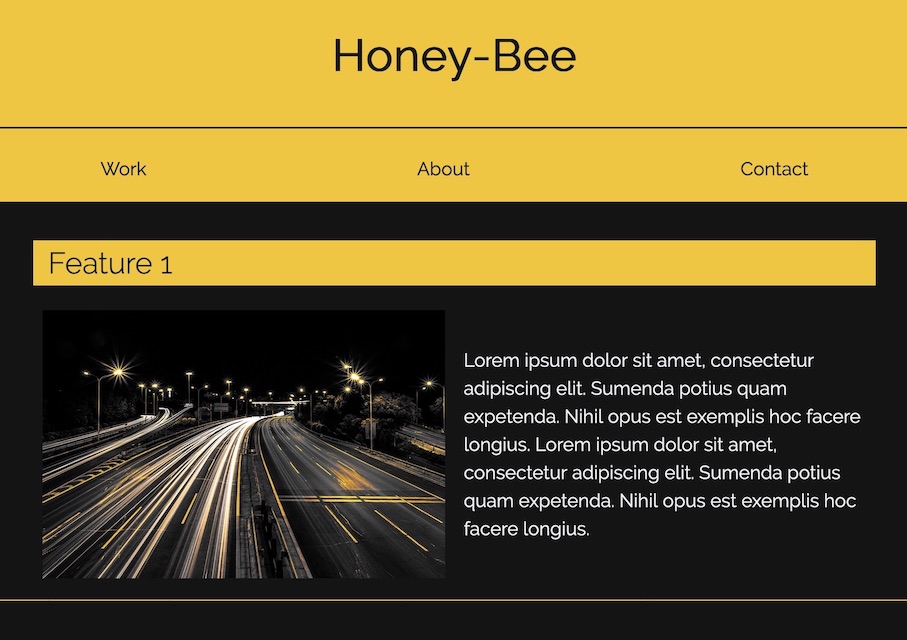 Honey-Bee
Work About Contact
Feature 1
Lorem ipsum dolor sit amet, consectetur
adipiscing elit. Sumenda potius quam
expetenda. Nihil opus est exemplis hoc facere
longius. Lorem ipsum dolor sit amet,
consectetur adipiscing elit. Sumenda potius
quam expetenda. Nihil opus est exemplis hoc
facere longius.